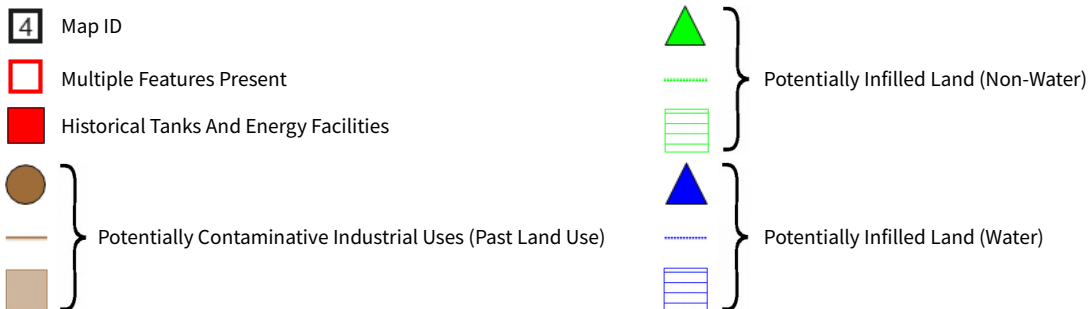 4 Map ID
Multiple Features Present
Historical Tanks And Energy Facilities
Potentially Contaminative Industrial Uses (Past Land Use)
Potentially Infilled Land (Non-Water)
Potentially Infilled Land (Water)